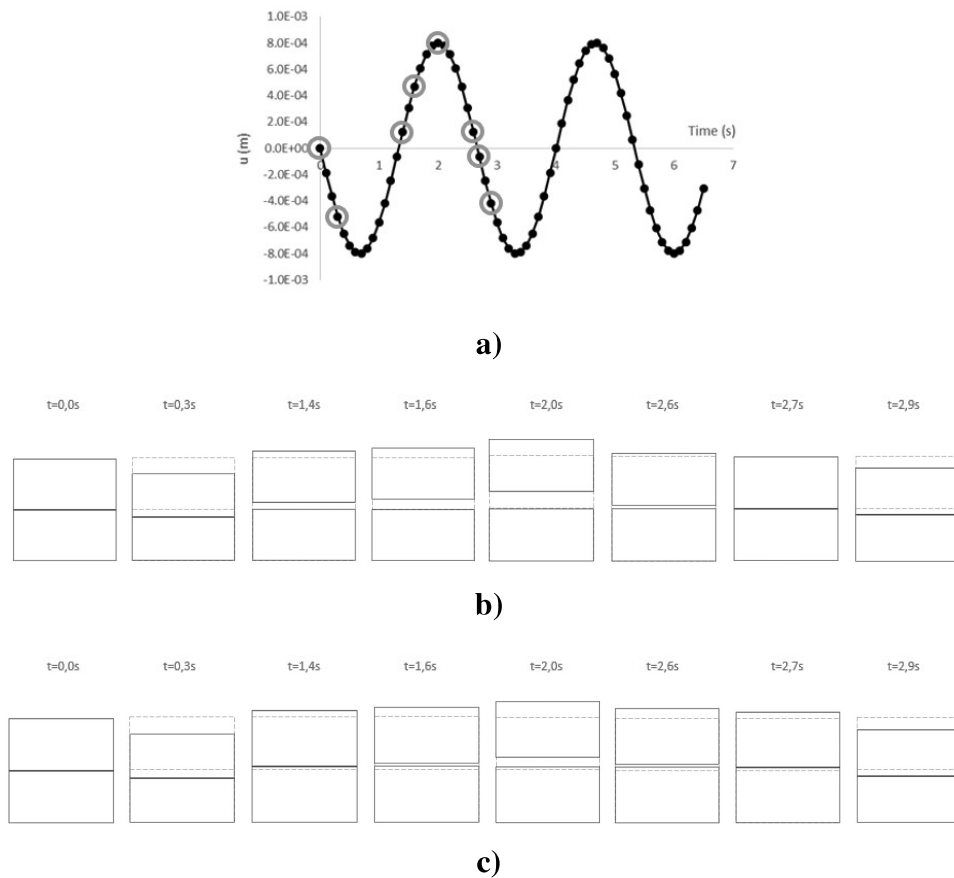 1.0E-03
8.0E-04
6.0E-04
4.0E-04
2.0E-04
0.0E+00
-2.0E-04
-4.0E-04
-6.0E-04
-8.0E-04
-1.0E-03
u (m)
Time (s)
0 1 2 3 4 5 6 7
a)
t=0,0s t=0,3s t=1,4s t=1,6s t=2,0s t=2,6s t=2,7s t=2,9s
b)
t=0,0s t=0,3s t=1,4s t=1,6s t=2,0s t=2,6s t=2,7s t=2,9s
c)